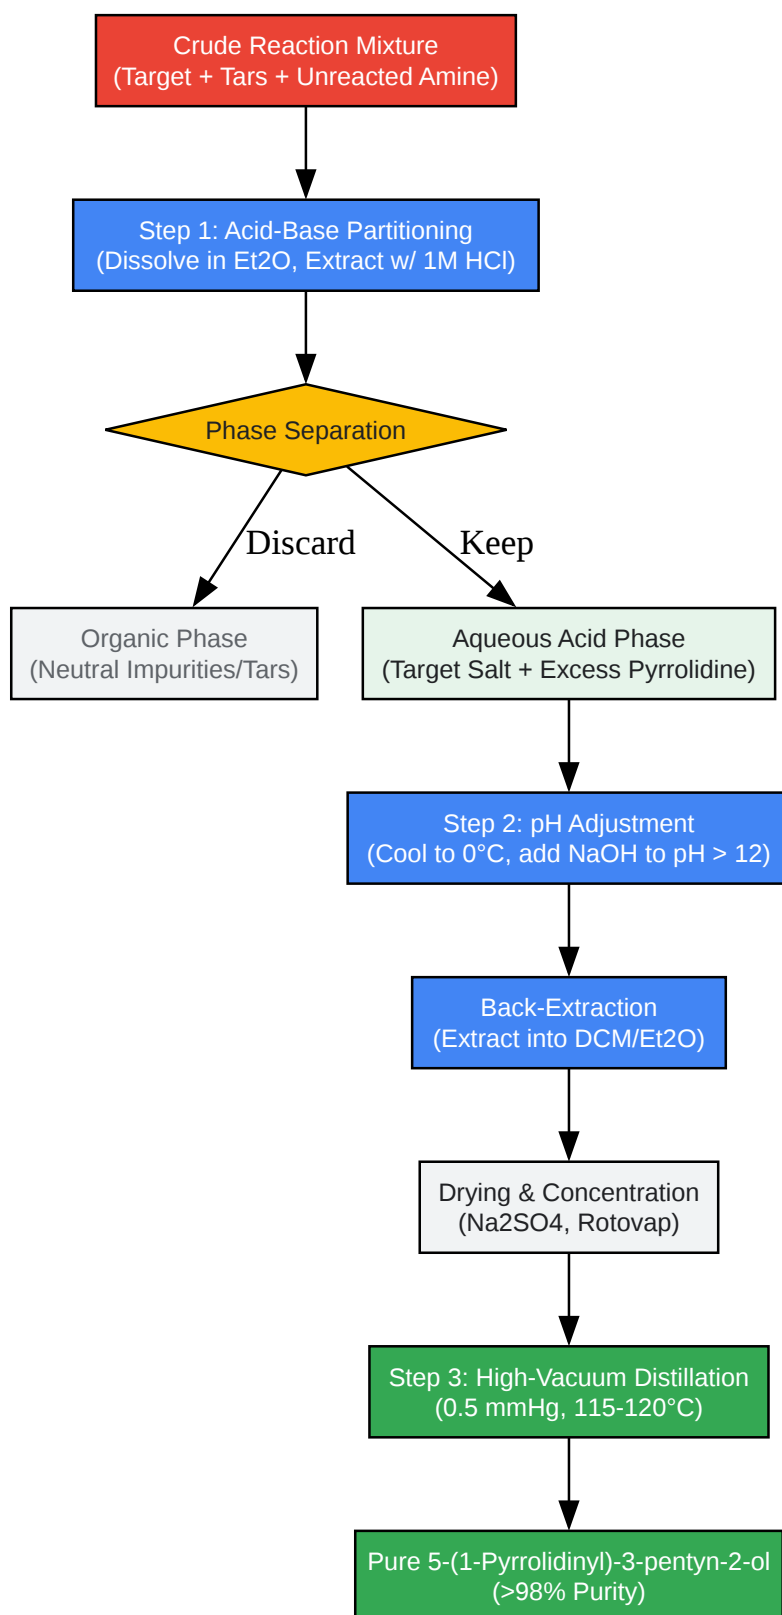 Crude Reaction Mixture
(Target + Tars + Unreacted Amine)
Step 1: Acid-Base Partitioning
(Dissolve in Et2O, Extract w/ 1M HCl)
Phase Separation
Discard
Keep
Organic Phase
(Neutral Impurities/Tars)
Aqueous Acid Phase
(Target Salt + Excess Pyrrolidine)
Step 2: pH Adjustment
(Cool to 0°C, add NaOH to pH > 12)
Back-Extraction
(Extract into DCM/Et2O)
Drying & Concentration
(Na2SO4, Rotovap)
Step 3: High-Vacuum Distillation
(0.5 mmHg, 115-120°C)
Pure 5-(1-Pyrrolidinyl)-3-pentyn-2-ol
(>98% Purity)